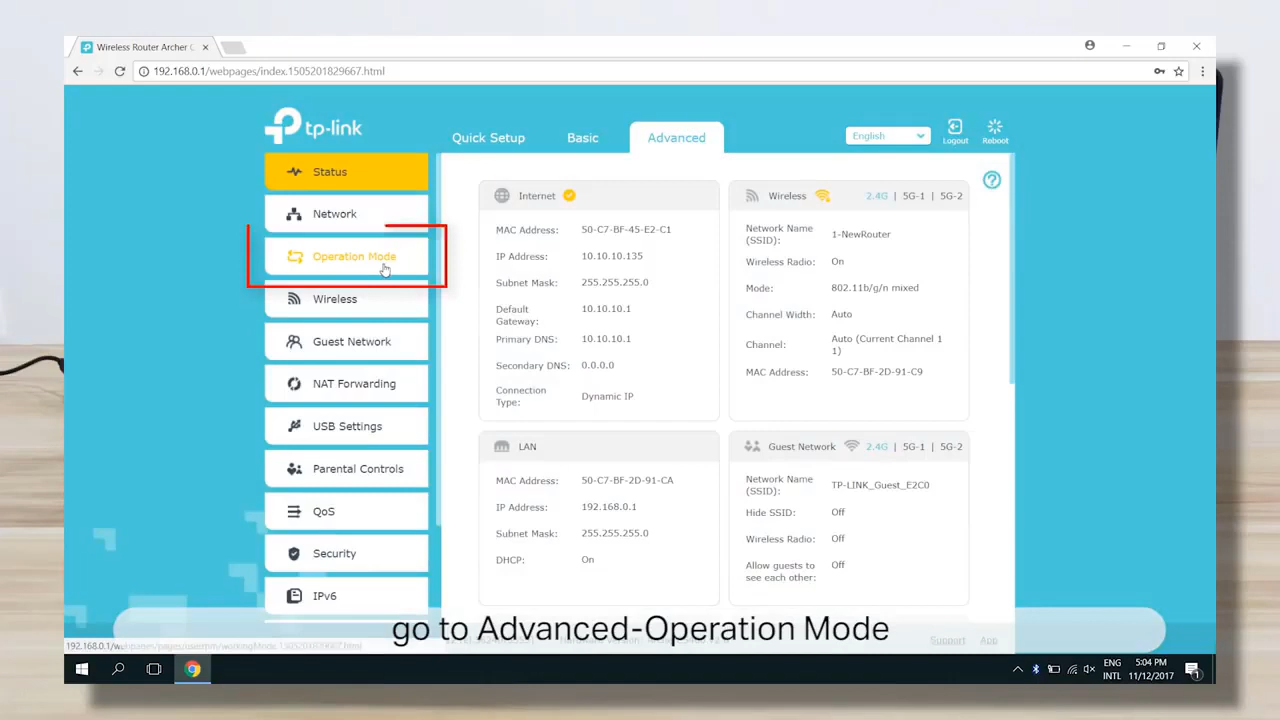 Wireless Router Archer C
192.168.0.1/webpages/index.1505201829667.html
tp-link
Quick Setup
Basic
Advanced
English
Logout
Reboot
Status
Network
Operation Mode
Wireless
Guest Network
NAT Forwarding
USB Settings
Parental Controls
QoS
Security
IPv6
Internet
MAC Address: 50-C7-BF-45-E2-C1
IP Address: 10.10.10.135
Subnet Mask: 255.255.255.0
Default Gateway: 10.10.10.1
Primary DNS: 10.10.10.1
Secondary DNS: 0.0.0.0
Connection Type: Dynamic IP
Wireless 2.4G | 5G-1 | 5G-2
Network Name (SSID): 1-NewRouter
Wireless Radio: On
Mode: 802.11b/g/n mixed
Channel Width: Auto
Channel: Auto (Current Channel 1
1)
MAC Address: 50-C7-BF-2D-91-C9
LAN
MAC Address: 50-C7-BF-2D-91-CA
IP Address: 192.168.0.1
Subnet Mask: 255.255.255.0
DHCP: On
Guest Network 2.4G | 5G-1 | 5G-2
Network Name (SSID): TP-LINK_Guest_E2C0
Hide SSID: Off
Wireless Radio: Off
Allow guests to see each other: Off
go to Advanced-Operation Mode
Support App
ENG
INTL
5:04 PM
11/12/2017
1